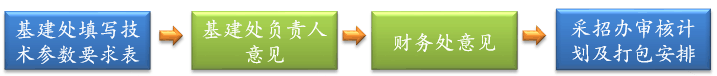 基建处填写技
术参数要求表
基建处负责人
意见
财务处意见
采招办审核计
划及打包安排